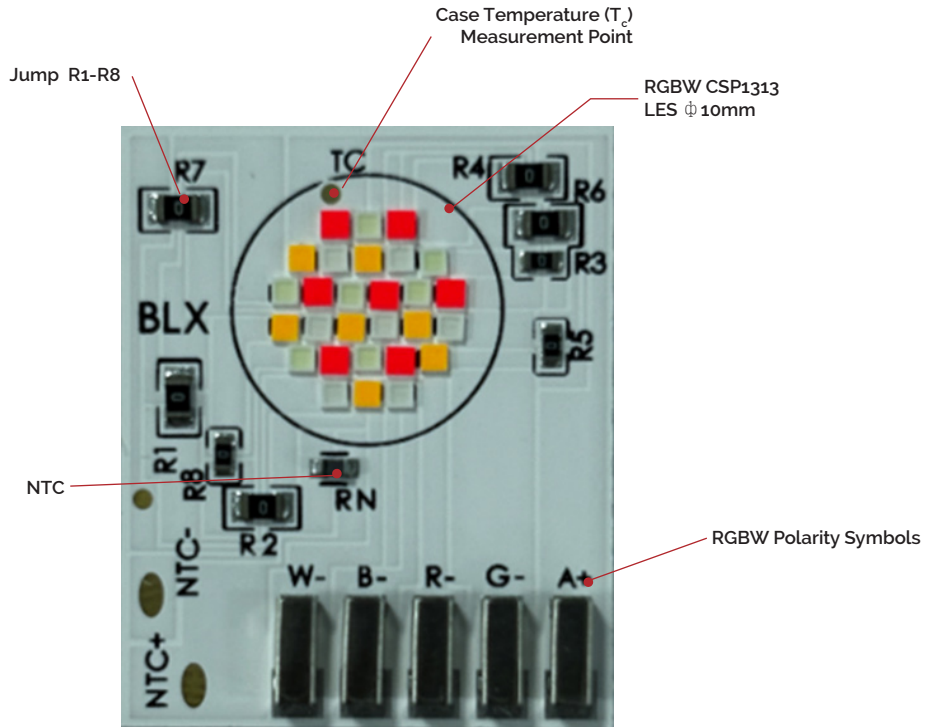 Case Temperature (Tc)
Measurement Point
Jump R1-R8
RGBW CSP1313
LES ф 10mm
TC
R7
0
R4
0
R6
0
R3
0
BLX
R5
0
R1
0
R8
0
NTC
RN
R2
0
RGBW Polarity Symbols
NTC-
NTC+
W-
B-
R-
G-
A+